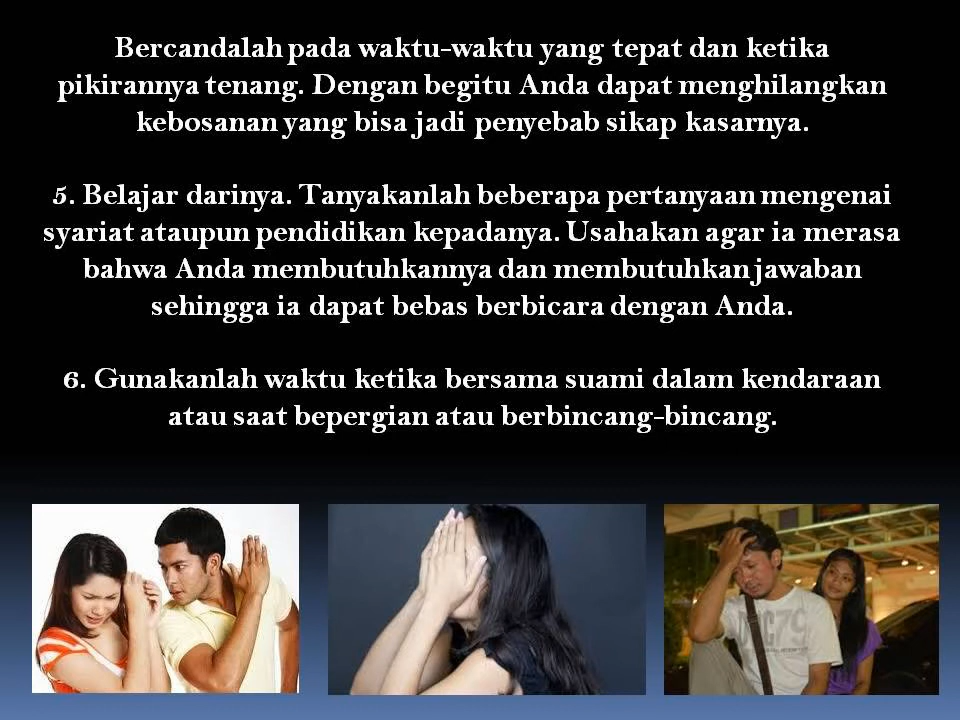 Bercandalah pada waktu-waktu yang tepat dan ketika
pikirannya tenang. Dengan begitu Anda dapat menghilangkan
kebosanan yang bisa jadi penyebab sikap kasarnya.
5. Belajar darinya. Tanyakanlah beberapa pertanyaan mengenai
syariat ataupun pendidikan kepadanya. Usahakan agar ia merasa
bahwa Anda membutuhkannya dan membutuhkan jawaban
sehingga ia dapat bebas berbicara dengan Anda.
6. Gunakanlah waktu ketika bersama suami dalam kendaraan
atau saat bepergian atau berbincang-bincang.